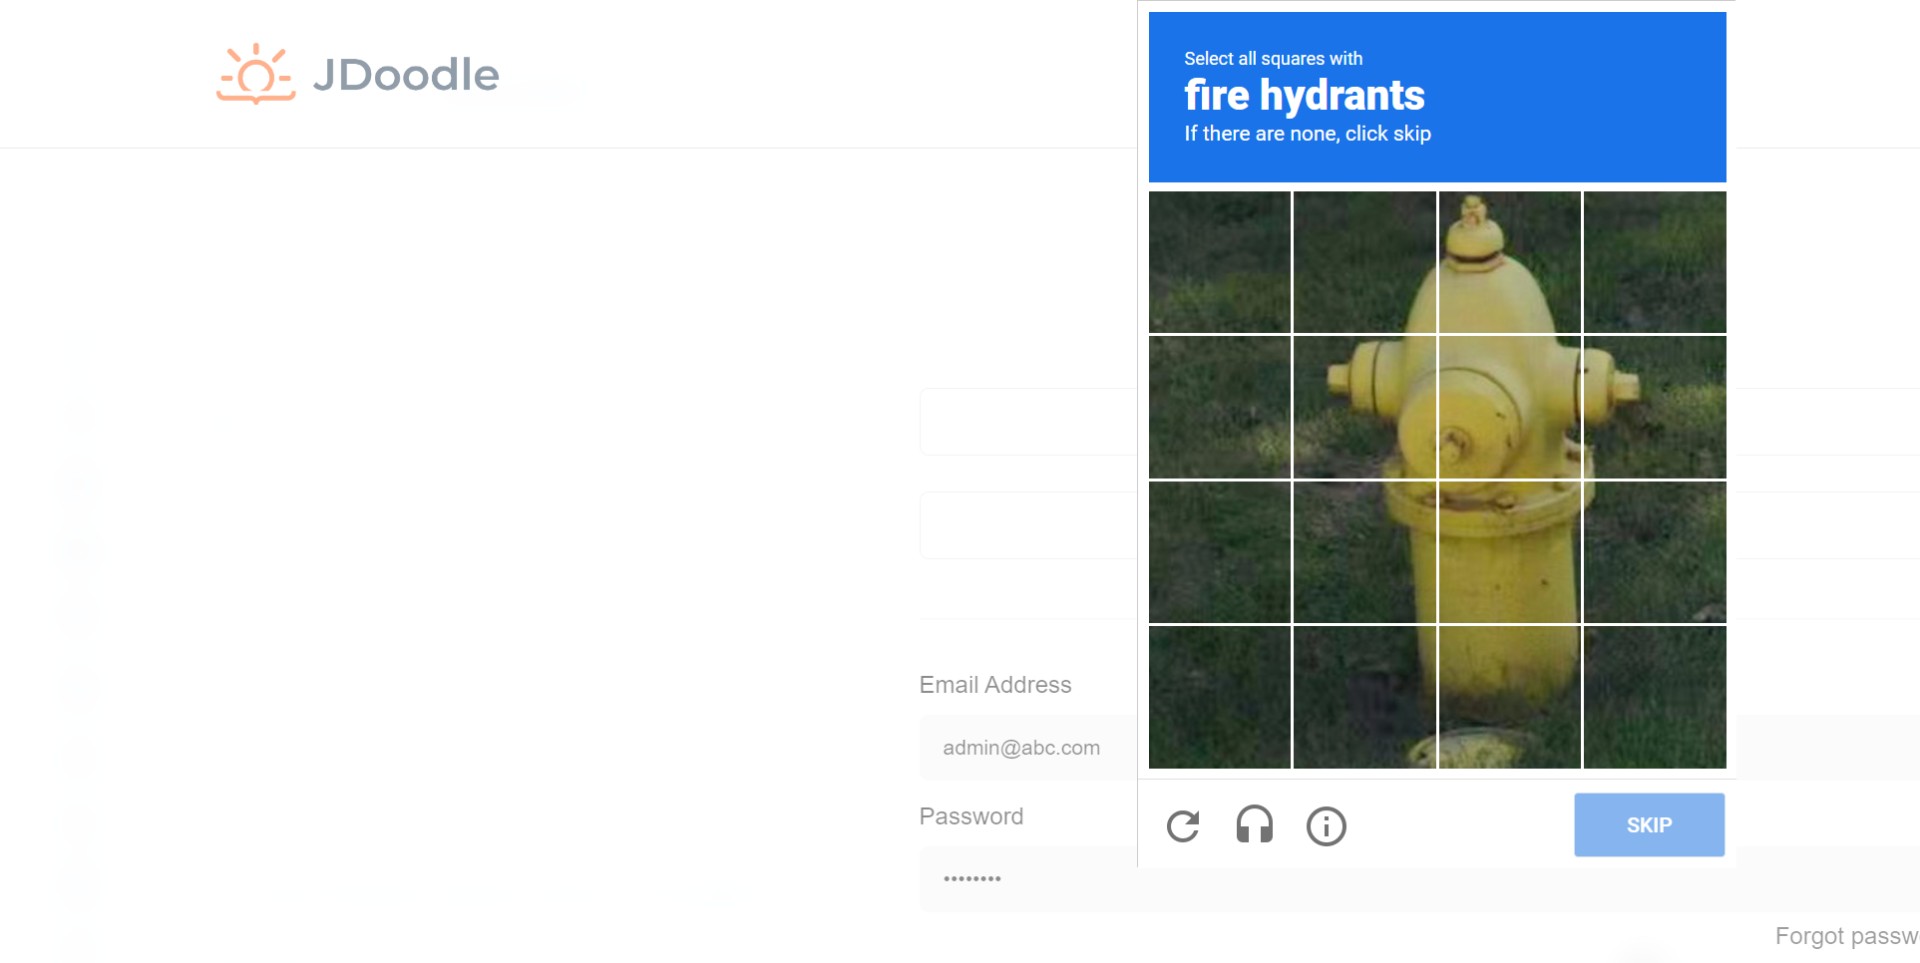 JDoodle
Select all squares with
fire hydrants
If there are none, click skip
Email Address
admin@abc.com
Password
••••••••
SKIP
Forgot passw